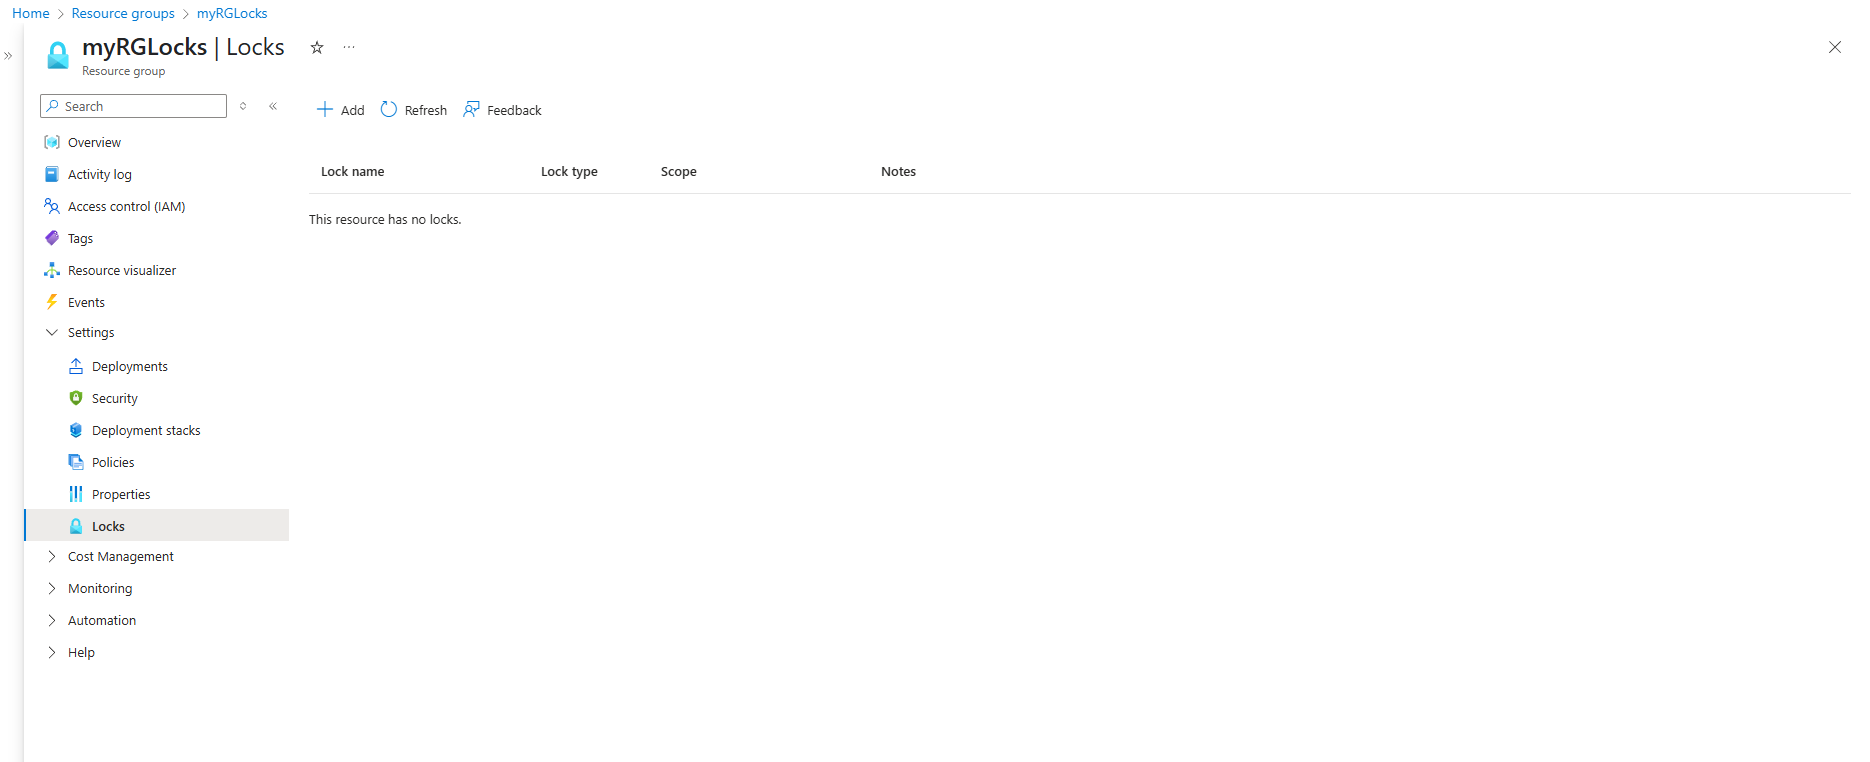 Home > Resource groups > myRGLocks
myRGLocks | Locks
Resource group
Search
Overview
Activity log
Access control (IAM)
Tags
Resource visualizer
Events
Settings
Deployments
Security
Deployment stacks
Policies
Properties
Locks
Cost Management
Monitoring
Automation
Help
Add Refresh Feedback
Lock name Lock type Scope Notes
This resource has no locks.